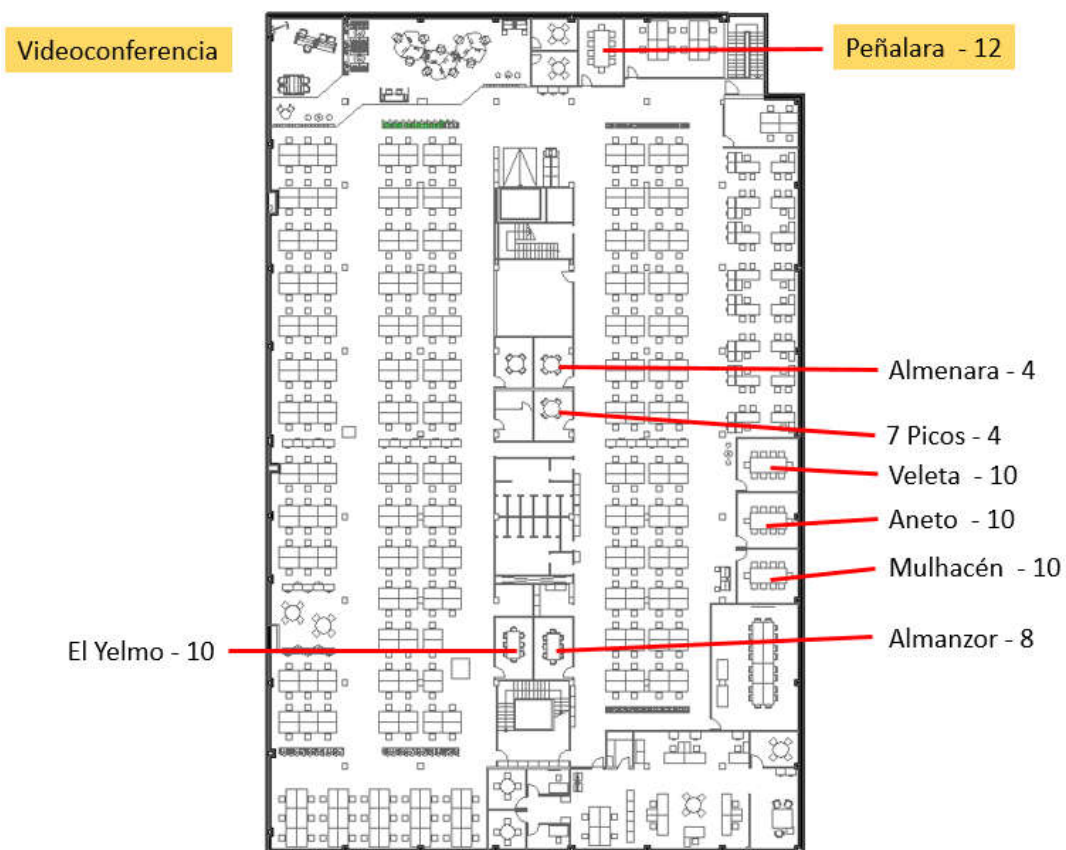 Videoconferencia
Peñalara - 12
Almenara - 4
7 Picos - 4
Veleta - 10
Aneto - 10
Mulhacén - 10
El Yelmo - 10
Almanzor - 8